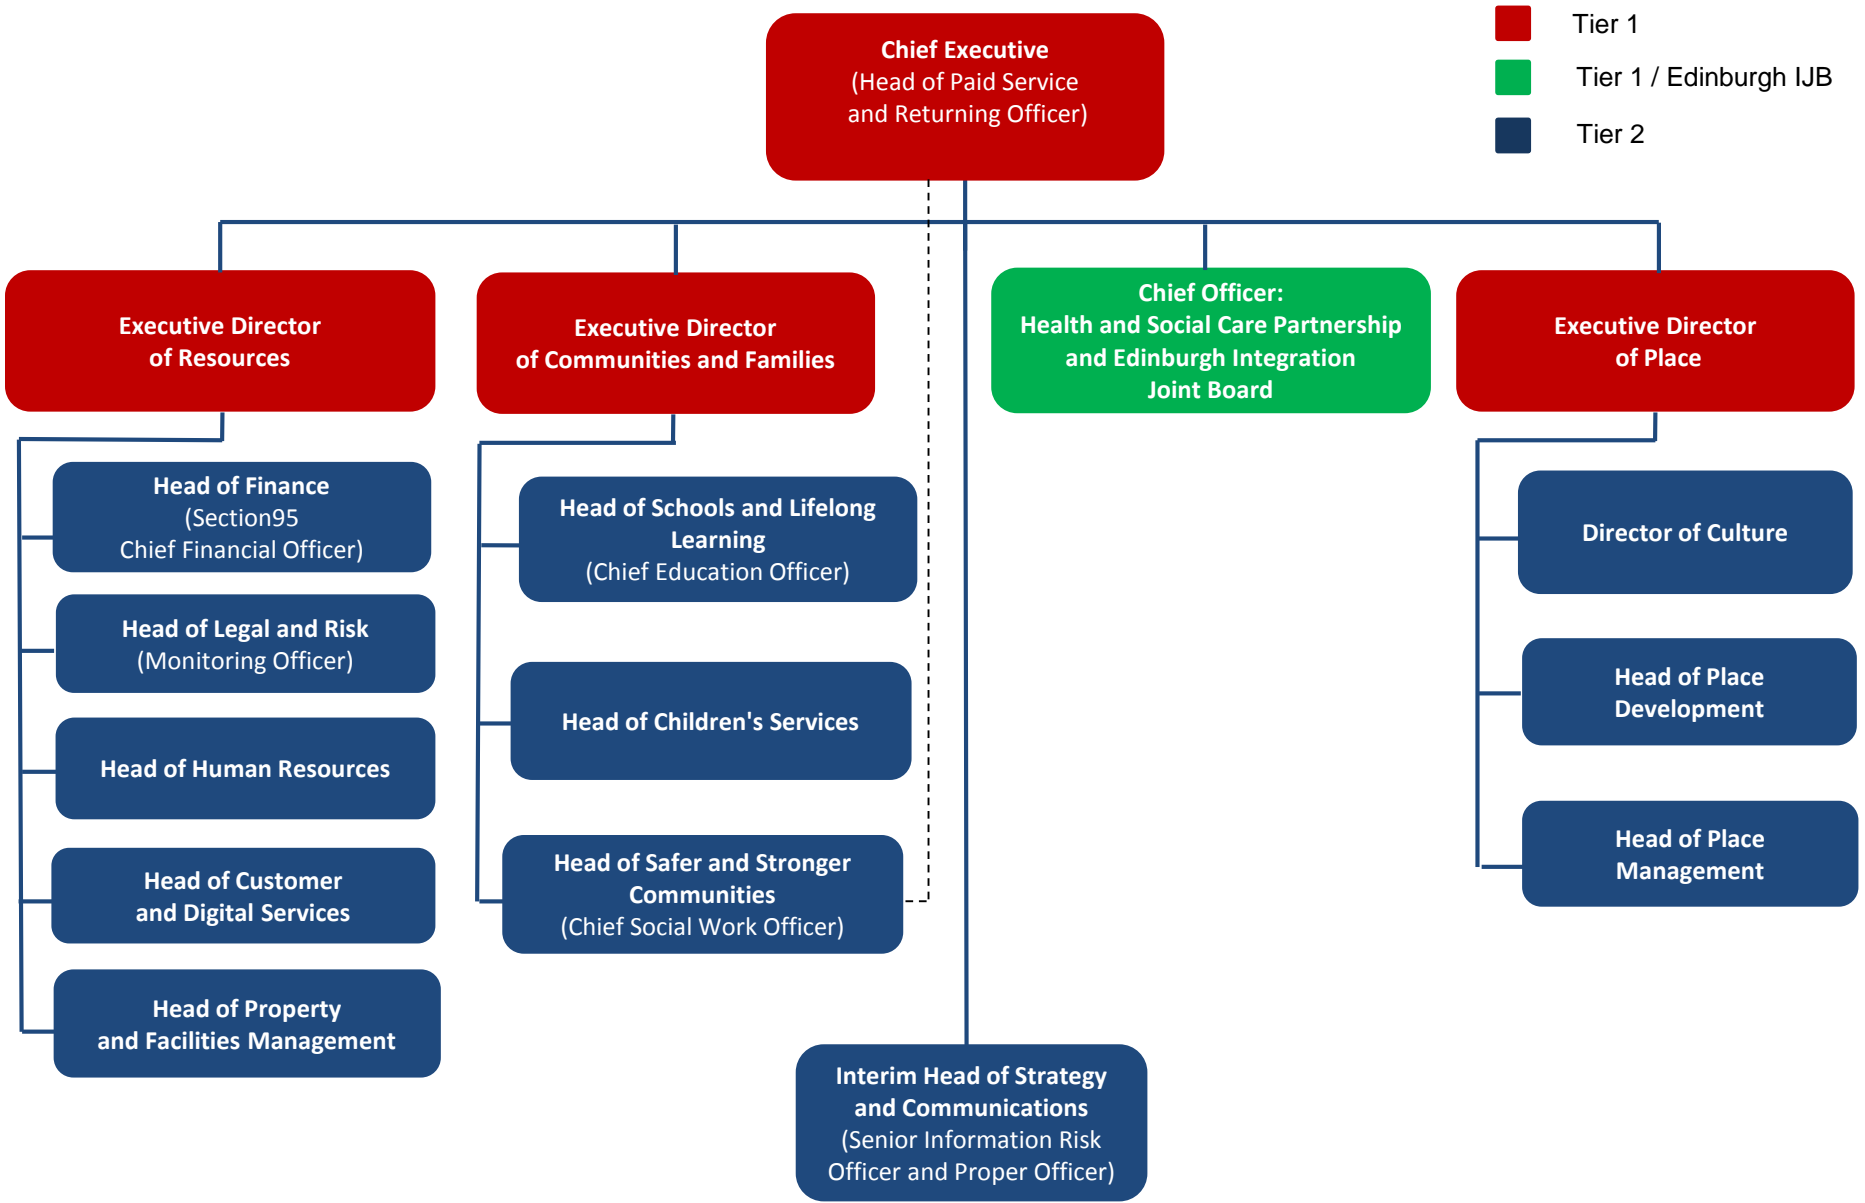 Chief Executive
(Head of Paid Service
and Returning Officer)
Tier 1
Tier 1 / Edinburgh IJB
Tier 2
Executive Director
of Resources
Executive Director
of Communities and Families
Chief Officer:
Health and Social Care Partnership
and Edinburgh Integration
Joint Board
Executive Director
of Place
Head of Finance
(Section95
Chief Financial Officer)
Head of Legal and Risk
(Monitoring Officer)
Head of Human Resources
Head of Customer
and Digital Services
Head of Property
and Facilities Management
Head of Schools and Lifelong
Learning
(Chief Education Officer)
Head of Children's Services
Head of Safer and Stronger
Communities
(Chief Social Work Officer)
Director of Culture
Head of Place
Development
Head of Place
Management
Interim Head of Strategy
and Communications
(Senior Information Risk
Officer and Proper Officer)